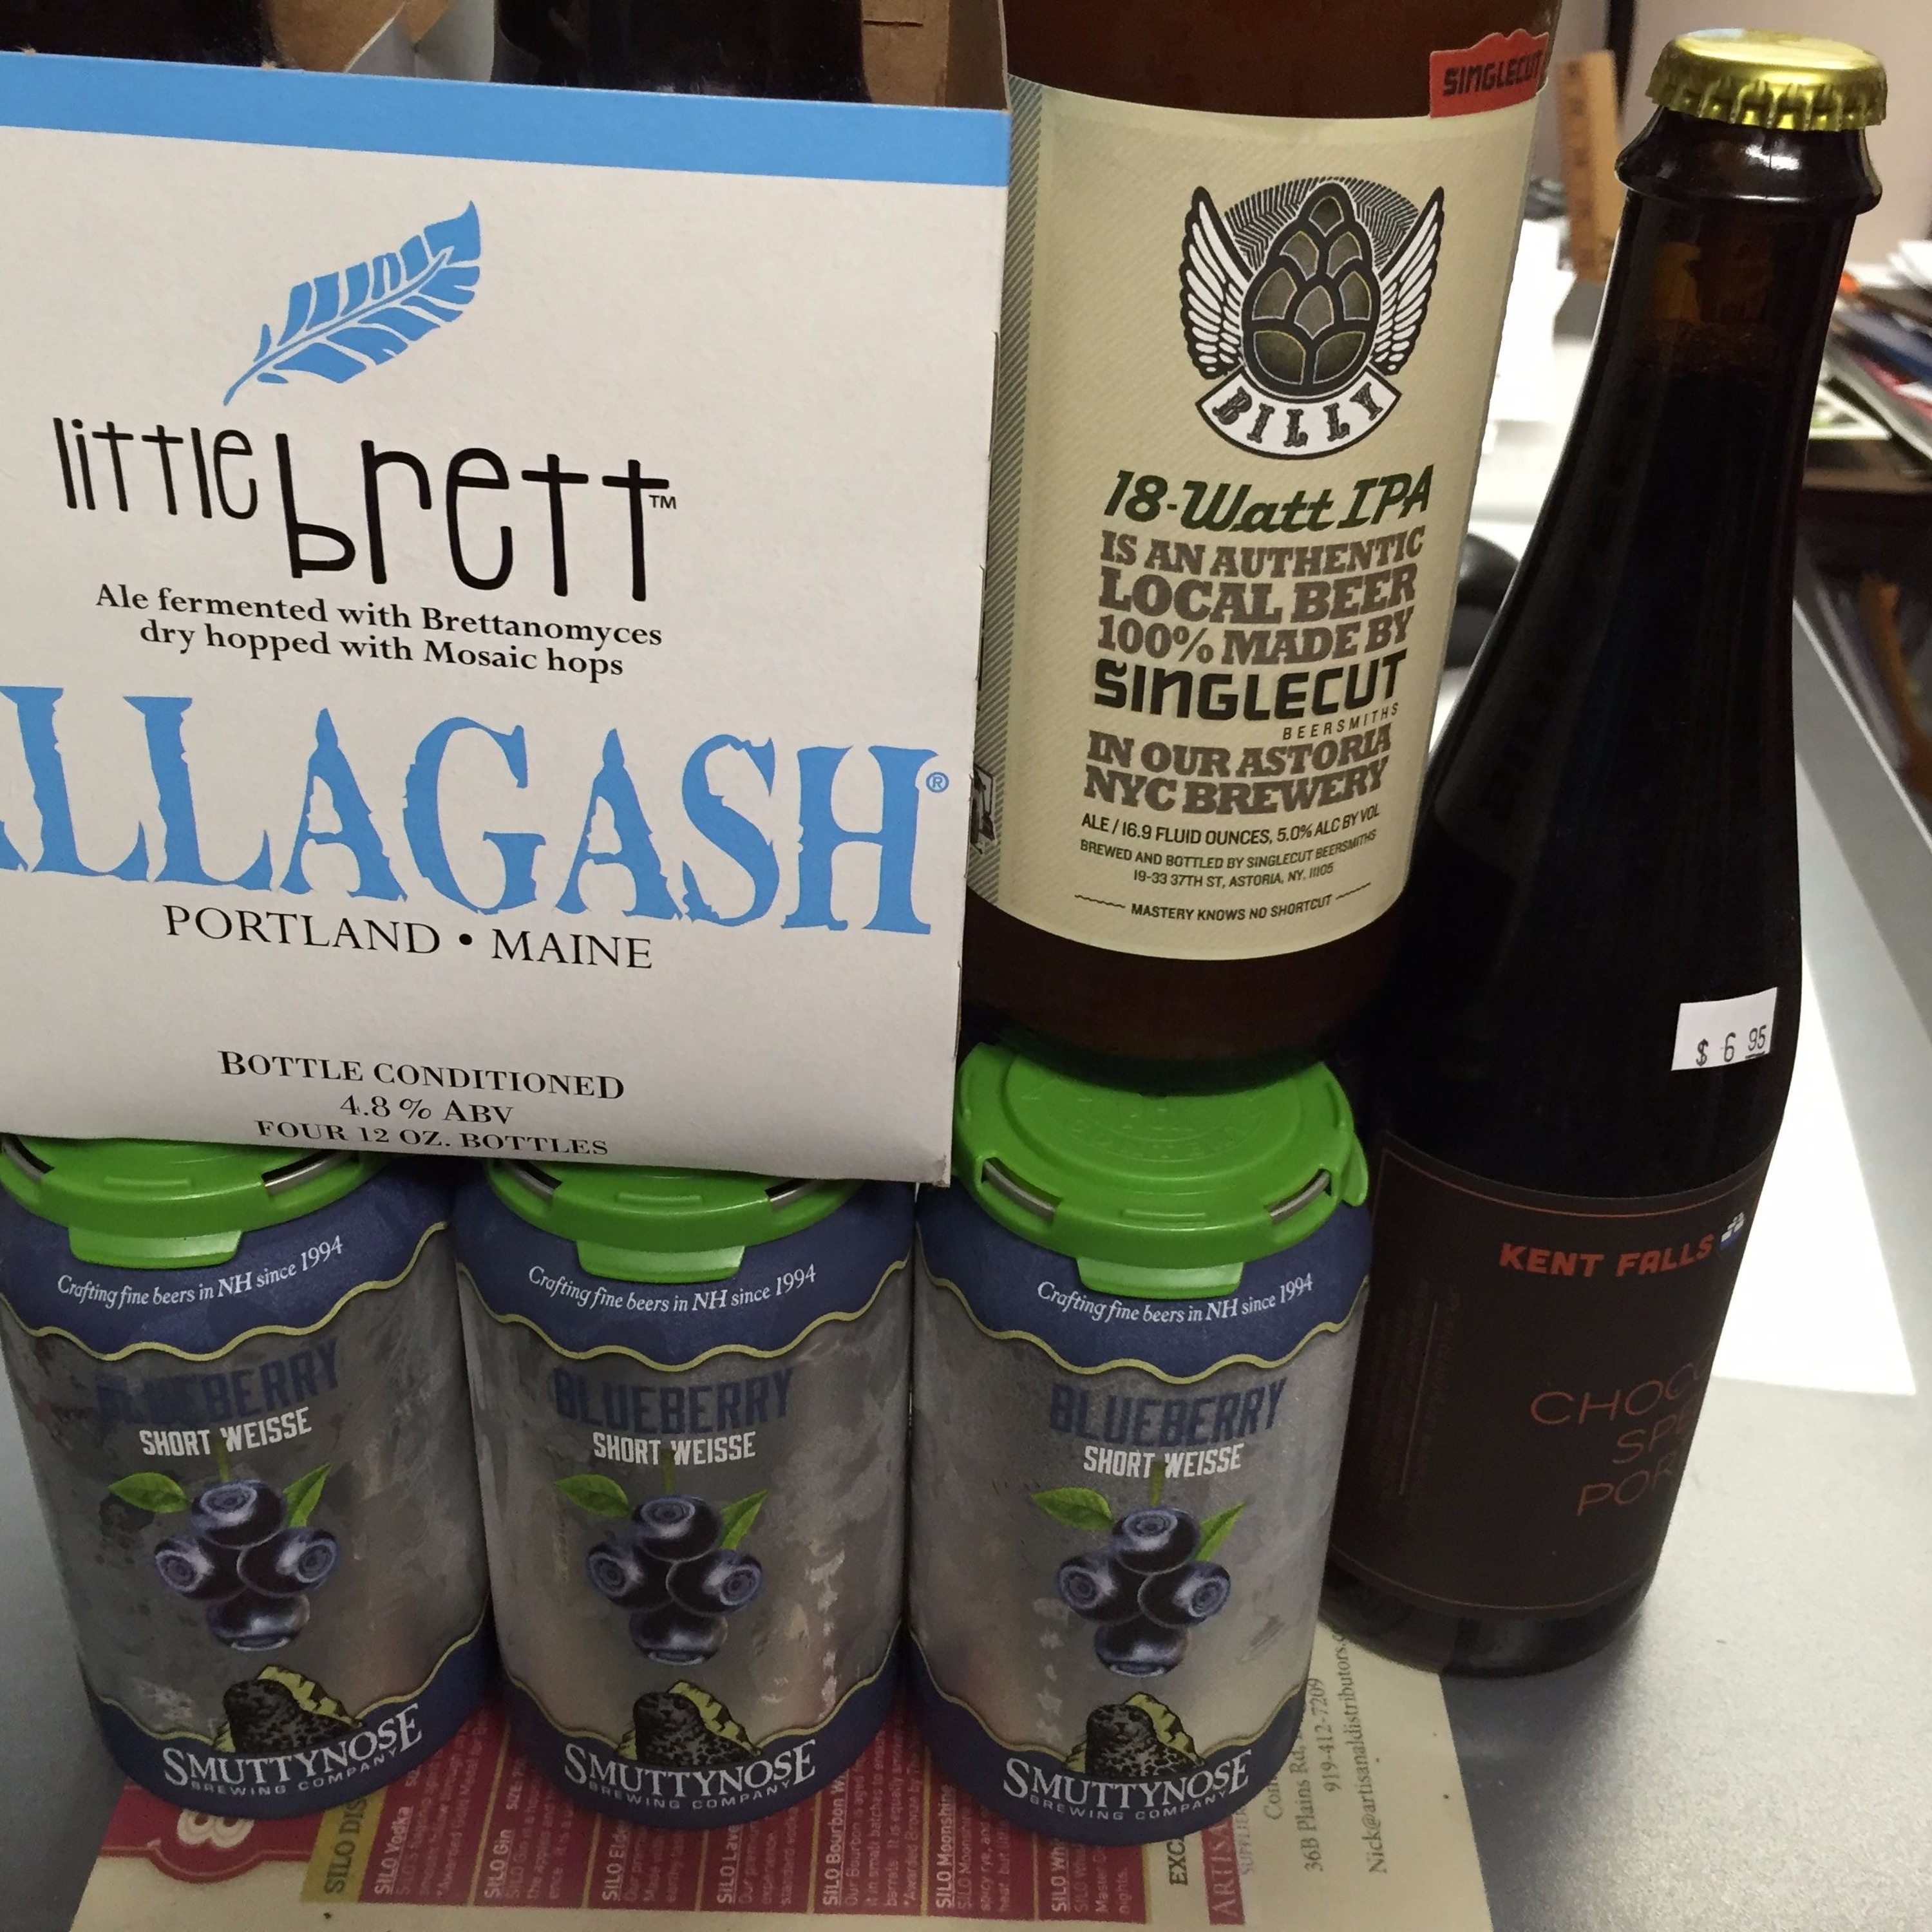 little brett™
Ale fermented with Brettanomyces
dry hopped with Mosaic hops
LLAGASH®
PORTLAND • MAINE
BOTTLE CONDITIONED
4.8 % ABV
FOUR 12 OZ. BOTTLES
SINGLECUT
BILLY
18-Watt IPA
IS AN AUTHENTIC
LOCAL BEER
100% MADE BY
SINGLECUT
BEERSMITHS
IN OUR ASTORIA
NYC BREWERY
ALE / 16.9 FLUID OUNCES, 5.0% ALC BY VOL
BREWED AND BOTTLED BY SINGLECUT BEERSMITHS
19-33 37TH ST, ASTORIA, NY, 11105
MASTERY KNOWS NO SHORTCUT
$ 6 95
KENT FALLS
CHOC
SP
POR
Crafting fine beers in NH since 1994
BLUEBERRY
SHORT WEISSE
SMUTTYNOSE
BREWING COMPANY
Crafting fine beers in NH since 1994
BLUEBERRY
SHORT WEISSE
SMUTTYNOSE
BREWING COMPANY
Crafting fine beers in NH since 1994
BLUEBERRY
SHORT WEISSE
SMUTTYNOSE
BREWING COMPANY
SILO DIS
SILO Vodka
SILO Gin
SILO Bourbon
SILO Moonshine
36B Plains Rd,
919-412-7209
Nick@artisanaldistributors.c